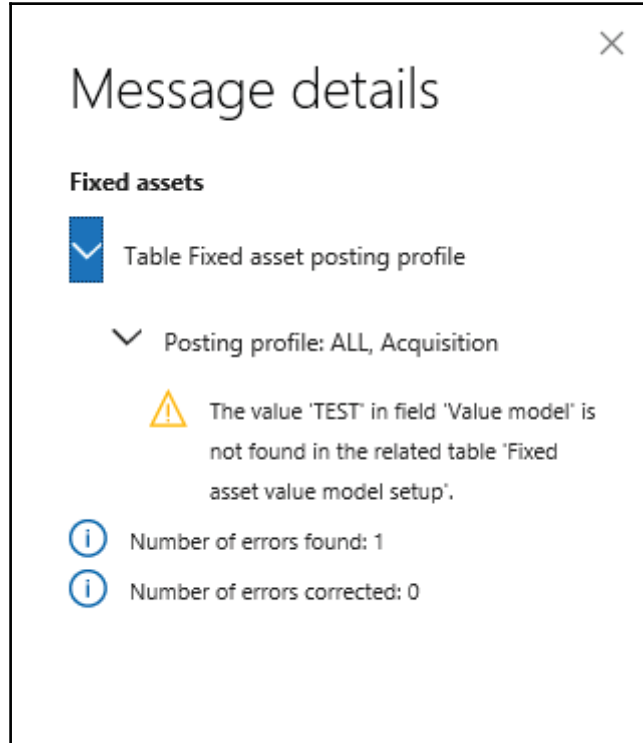 Message details
Fixed assets
Table Fixed asset posting profile
Posting profile: ALL, Acquisition
The value 'TEST' in field 'Value model' is
not found in the related table 'Fixed
asset value model setup'.
Number of errors found: 1
Number of errors corrected: 0